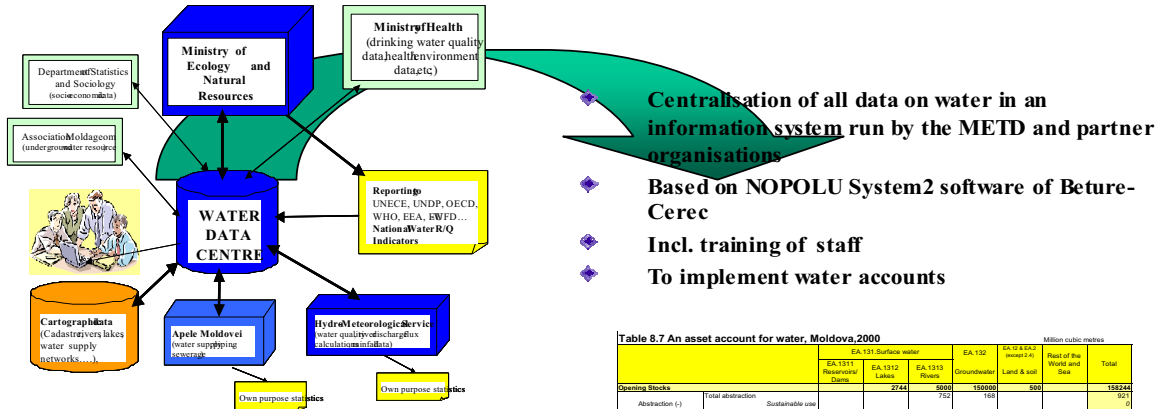 Ministry of Health
(drinking water quality
data,health/environment
data,etc;)
Ministry of
Ecology and
Natural
Resources
Department of Statistics
and Sociology
(socio-economic data)
Association Moldageom
(underground water resource)
WATER
DATA
CENTRE
Reporting to
UNECE, UNDP, OECD,
WHO, EEA, EWFD…
National Water R/Q
Indicators
Cartographic data
(Cadastre,rivers, lakes,
water supply
networks….),
Apele Moldovei
(water supply, piping
sewerage)
Hydro-Meteorological Service
(water quality, river discharge, flux
calculations, rainfall data)
Own purpose statistics
Own purpose statistics
Centralisation of all data on water in an
information system run by the METD and partner
organisations
Based on NOPOLU System2 software of Beture-
Cerec
Incl. training of staff
To implement water accounts
Table 8.7 An asset account for water, Moldova,2000 Million cubic metres
EA.131.Surface water EA.132 EA.12 & EA.2 (except 2.4) Rest of the World and Sea Total
EA.1311 Reservoirs/ Dams EA.1312 Lakes EA.1313 Rivers Groundwater Land & soil
Opening Stocks 2744 5000 150000 500 158244
Abstraction (-) Total abstraction 752 168 921
Sustainable use 0